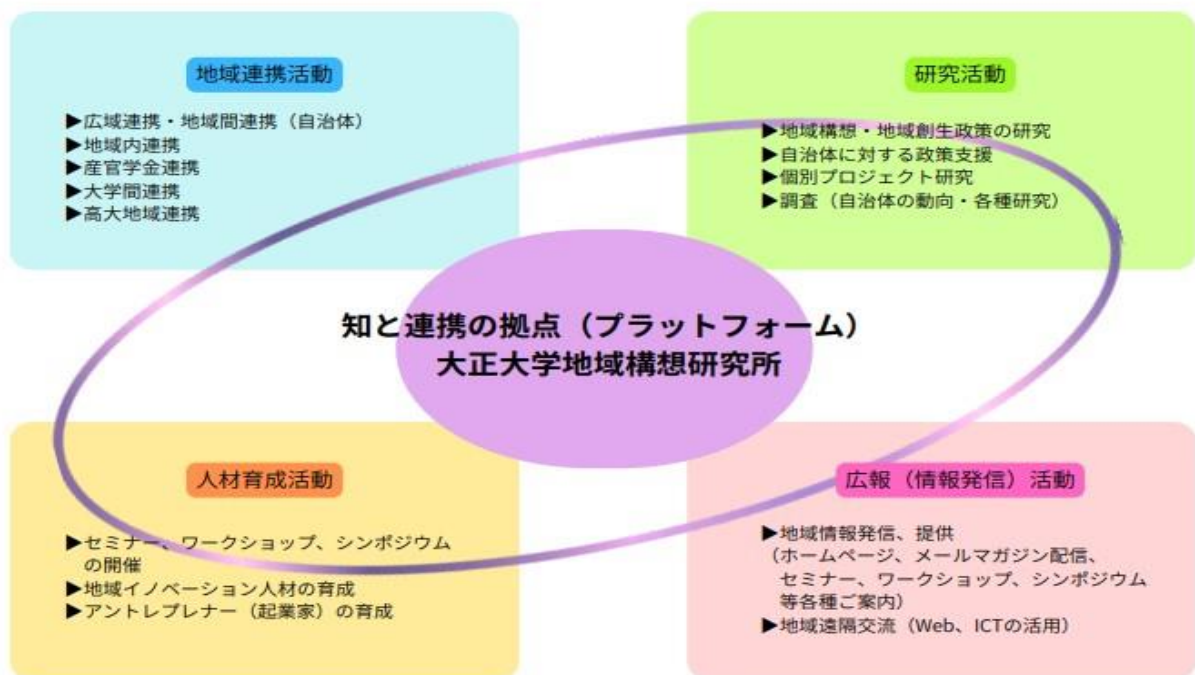 地域連携活動
▶広域連携・地域間連携（自治体）
▶地域内連携
▶産官学金連携
▶大学間連携
▶高大地域連携
研究活動
▶地域構想・地域創生政策の研究
▶自治体に対する政策支援
▶個別プロジェクト研究
▶調査（自治体の動向・各種研究）
知と連携の拠点（プラットフォーム）
大正大学地域構想研究所
人材育成活動
▶セミナー、ワークショップ、シンポジウム
の開催
▶地域イノベーション人材の育成
▶アントレプレナー（起業家）の育成
広報（情報発信）活動
▶地域情報発信、提供
（ホームページ、メールマガジン配信、
セミナー、ワークショップ、シンポジウム
等各種ご案内）
▶地域遠隔交流（Web、ICTの活用）